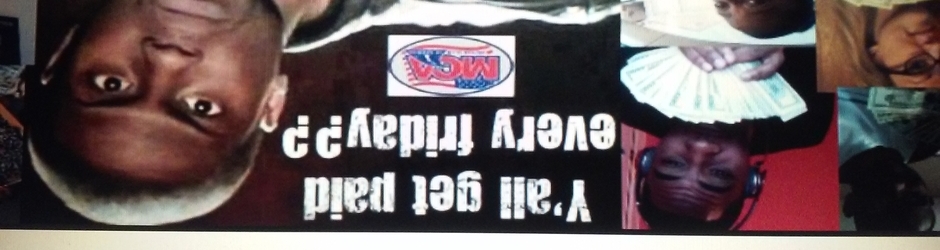 Y'all get paid
every friday??
MCA